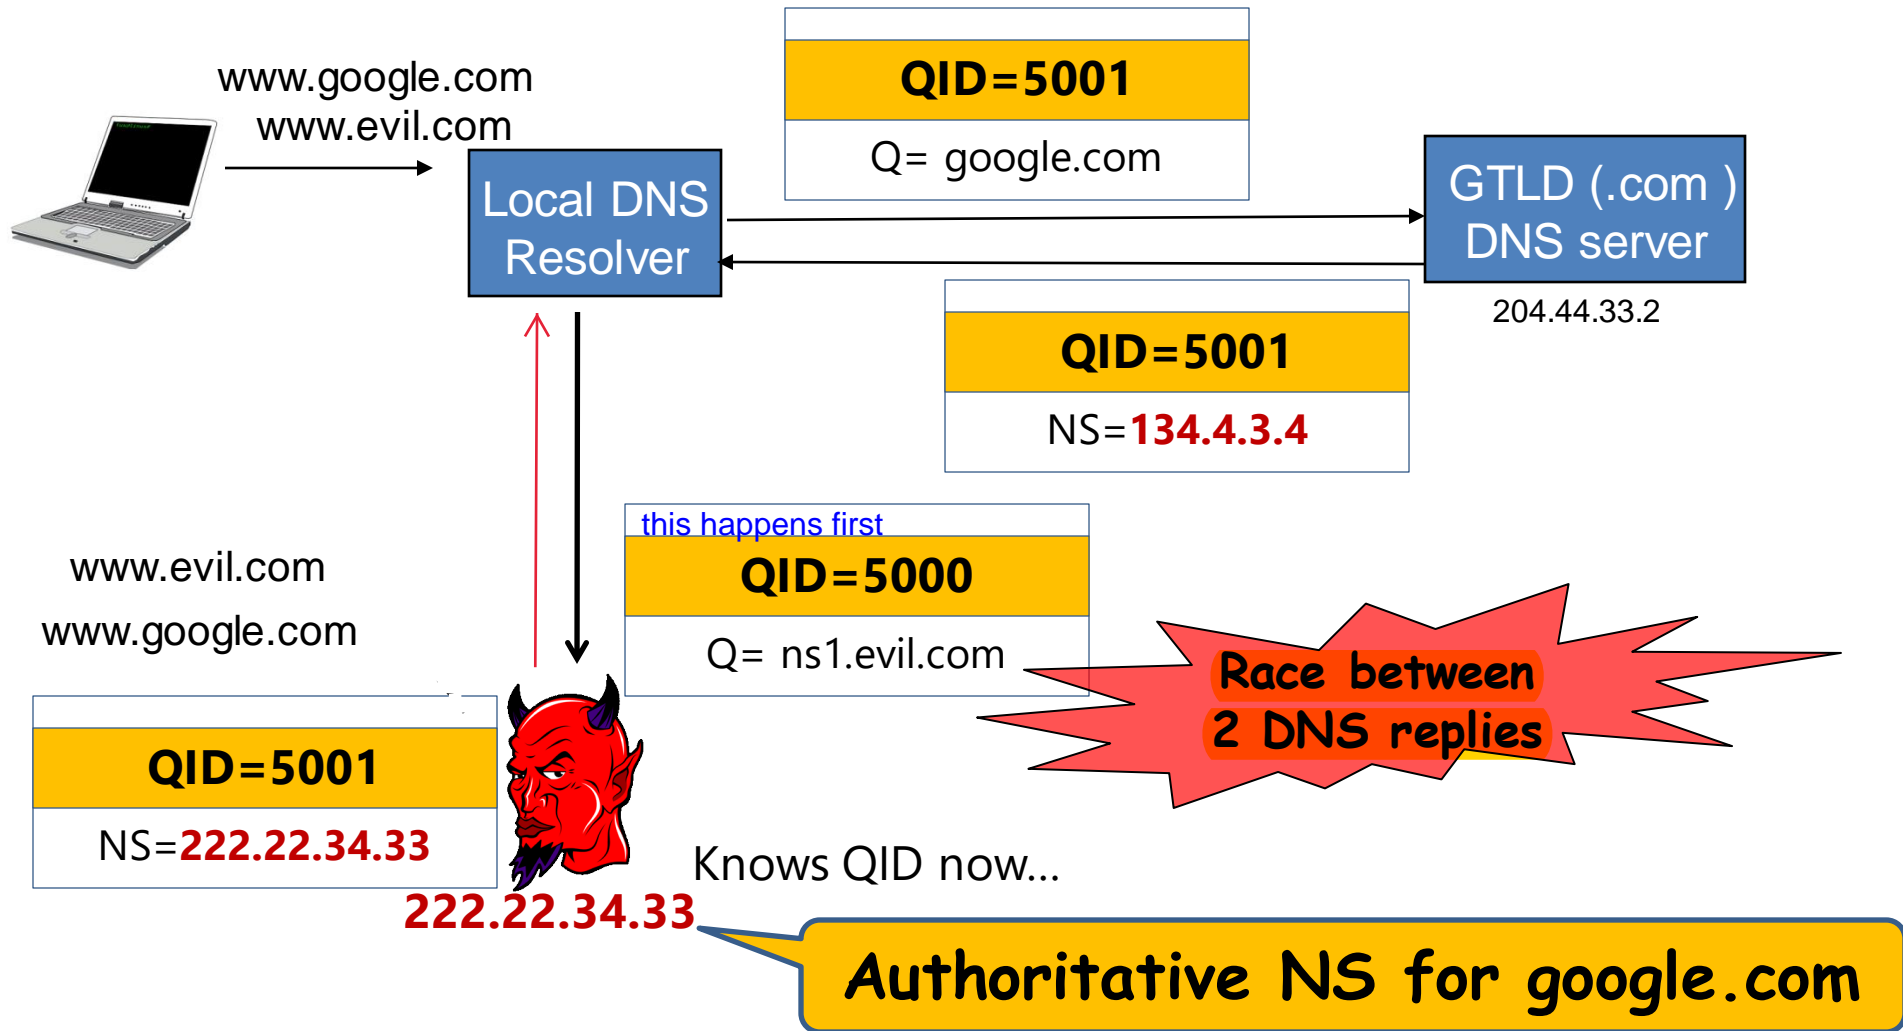 www.google.com
www.evil.com
QID=5001
Q= google.com
Local DNS
Resolver
GTLD (.com )
DNS server
204.44.33.2
QID=5001
NS=134.4.3.4
this happens first
QID=5000
Q= ns1.evil.com
www.evil.com
www.google.com
Race between
2 DNS replies
QID=5001
NS=222.22.34.33
Knows QID now...
222.22.34.33
Authoritative NS for google.com